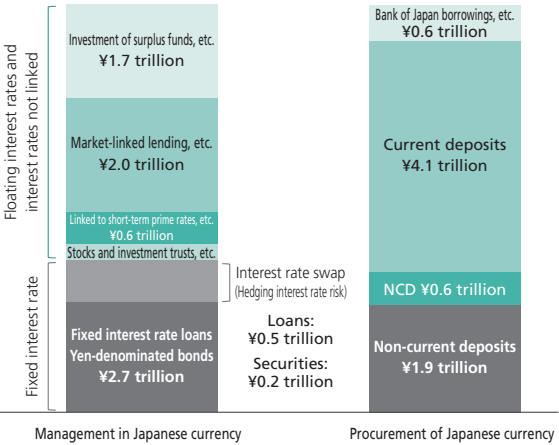 Floating interest rates and
interest rates not linked
Fixed interest rate
Investment of surplus funds, etc.
¥1.7 trillion
Market-linked lending, etc.
¥2.0 trillion
Linked to short-term prime rates, etc.
¥0.6 trillion
Stocks and investment trusts, etc.
Fixed interest rate loans
Yen-denominated bonds
¥2.7 trillion
Interest rate swap
(Hedging interest rate risk)
Loans:
¥0.5 trillion
Securities:
¥0.2 trillion
Bank of Japan borrowings, etc.
¥0.6 trillion
Current deposits
¥4.1 trillion
NCD ¥0.6 trillion
Non-current deposits
¥1.9 trillion
Management in Japanese currency
Procurement of Japanese currency